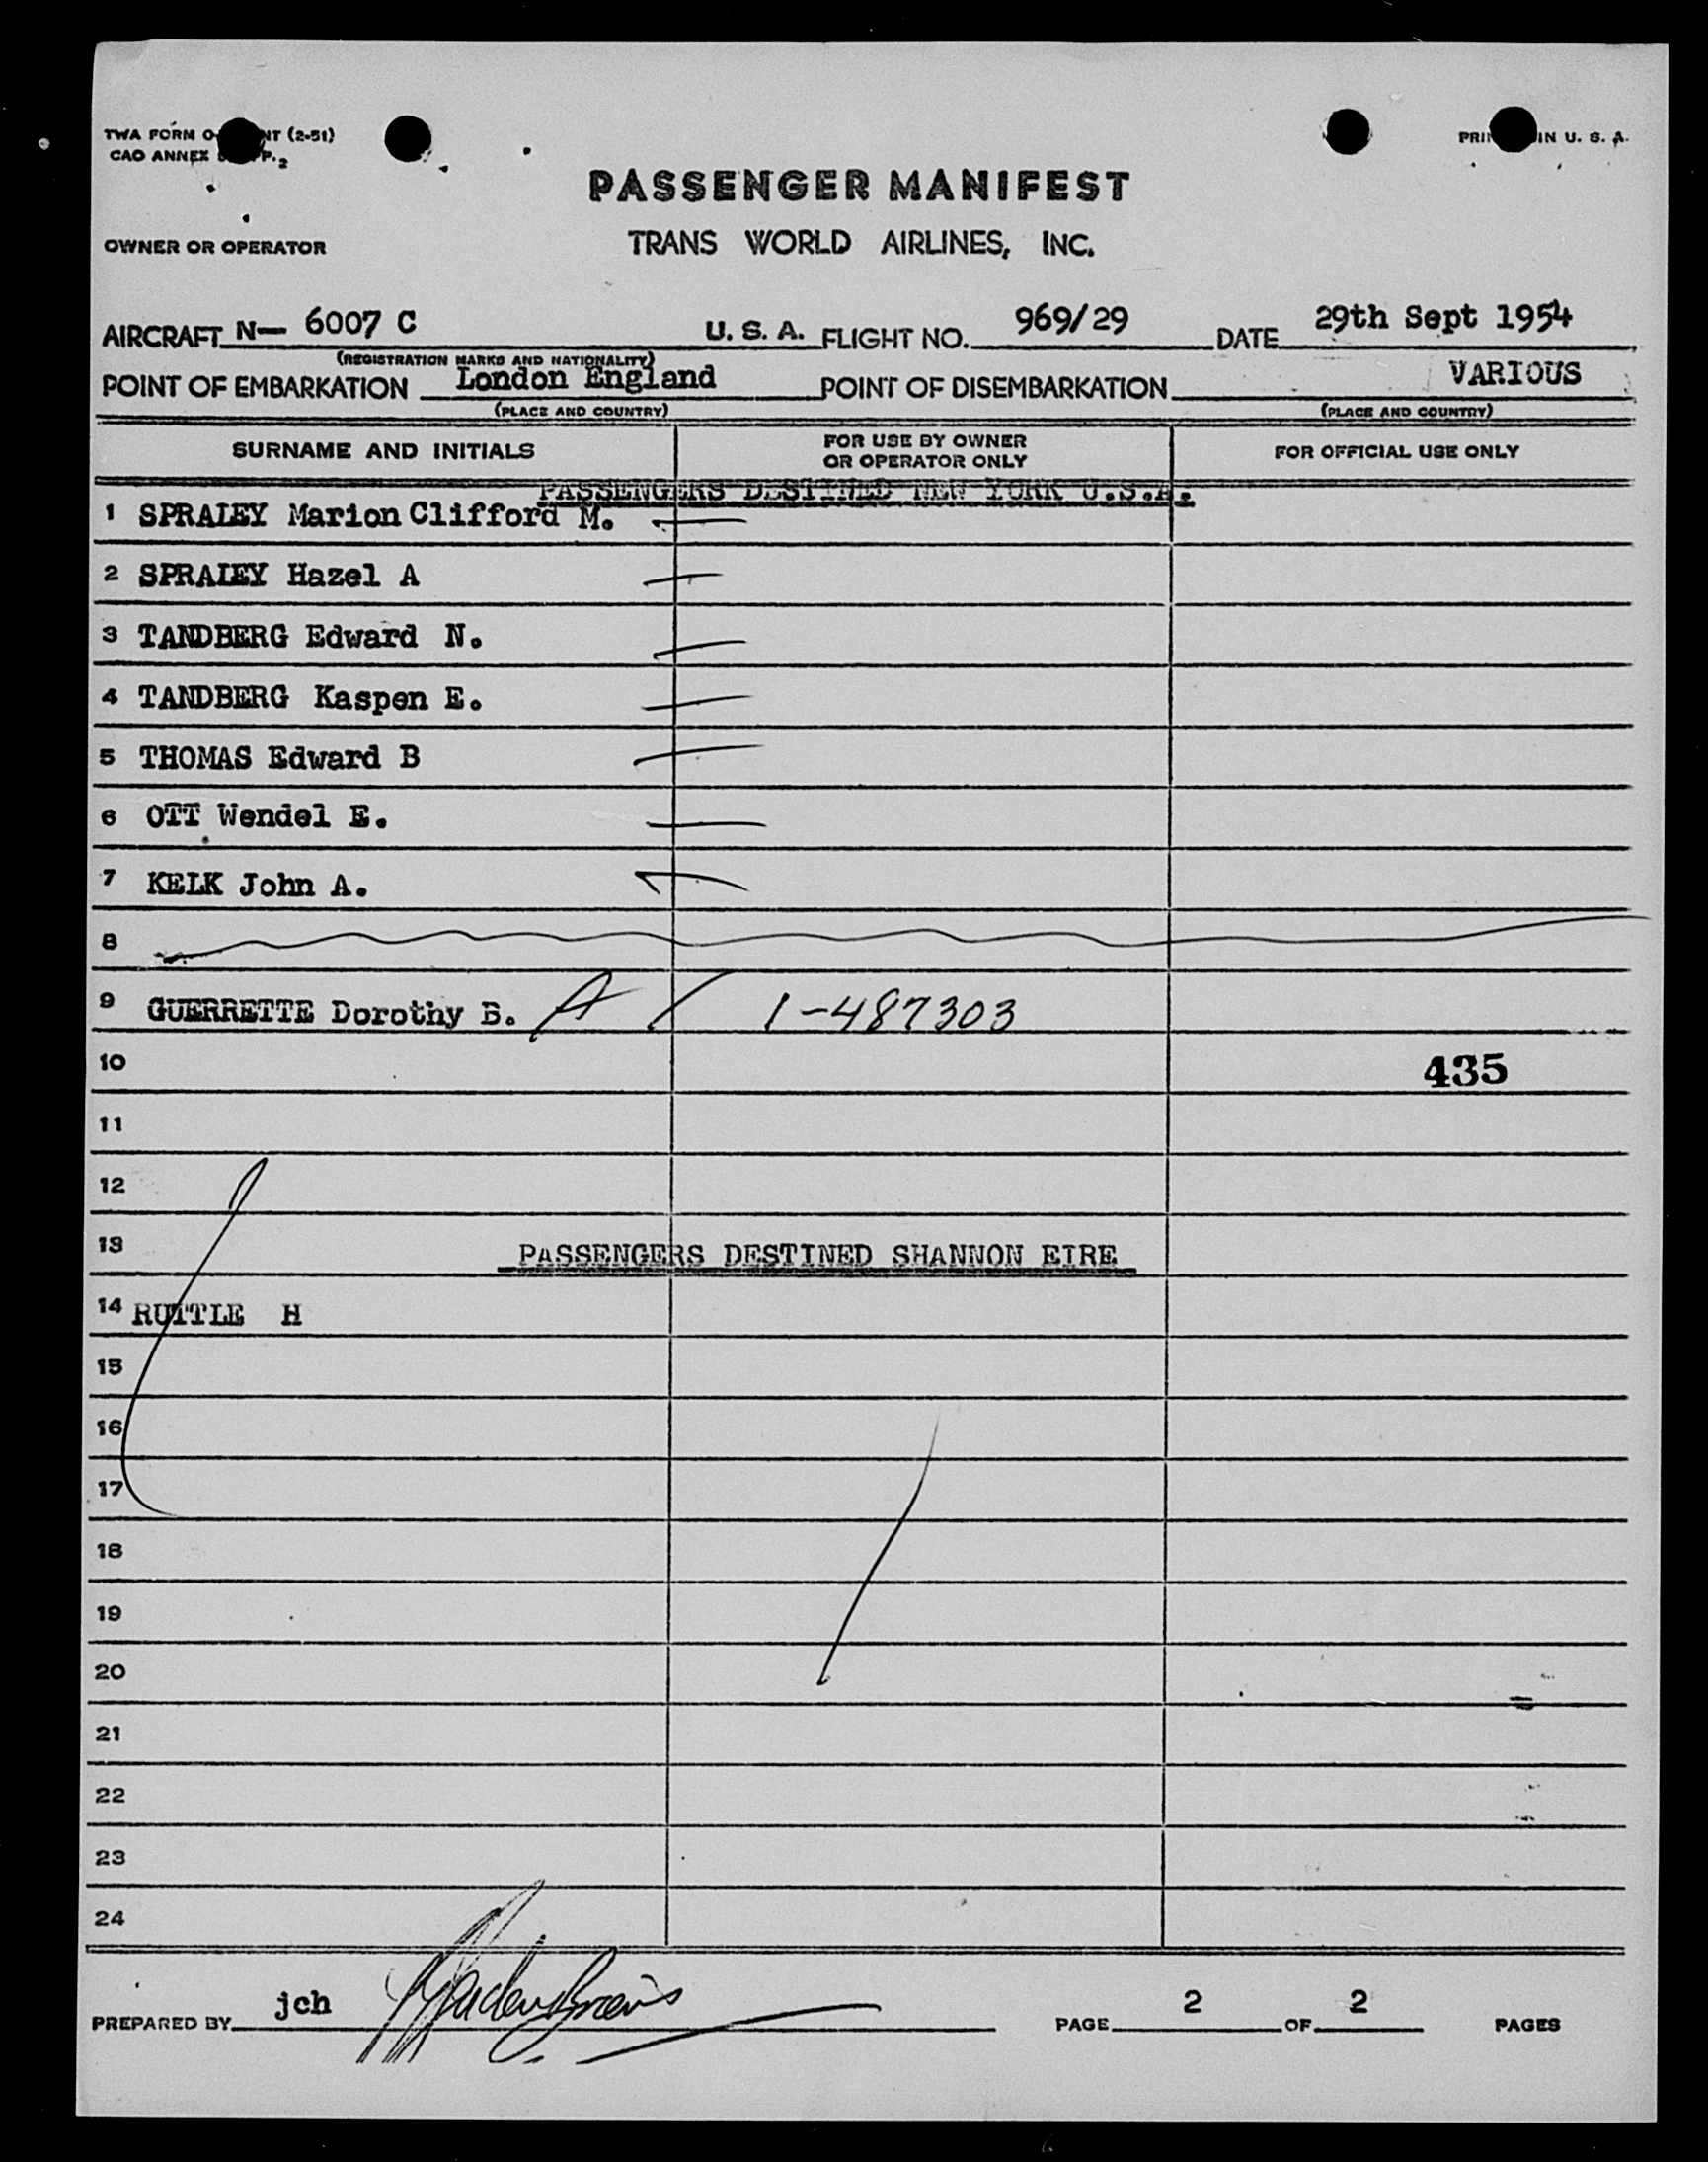 TWA FORM O NT (2-51)
CAO ANNEX P. 2
PRI IN U. S. A.
PASSENGER MANIFEST
OWNER OR OPERATOR
TRANS WORLD AIRLINES, INC.
AIRCRAFT N— 6007 C U. S. A. FLIGHT NO. 969/29 DATE 29th Sept 1954
(REGISTRATION MARKS AND NATIONALITY)
POINT OF EMBARKATION London England POINT OF DISEMBARKATION VARIOUS
(PLACE AND COUNTRY) (PLACE AND COUNTRY)
SURNAME AND INITIALS FOR USE BY OWNER OR OPERATOR ONLY FOR OFFICIAL USE ONLY
PASSENGERS DESTINED NEW YORK U.S.A.
1 SPRALEY Marion Clifford M.
2 SPRALEY Hazel A
3 TANDBERG Edward N.
4 TANDBERG Kaspen E.
5 THOMAS Edward B
6 OTT Wendel E.
7 KELK John A.
8
9 GUERRETTE Dorothy B. A 1-487303
10 435
11
12
13 PASSENGERS DESTINED SHANNON EIRE
14 RUTTLE H
15
16
17
18
19
20
21
22
23
24
PREPARED BY jch PAGE 2 OF 2 PAGES